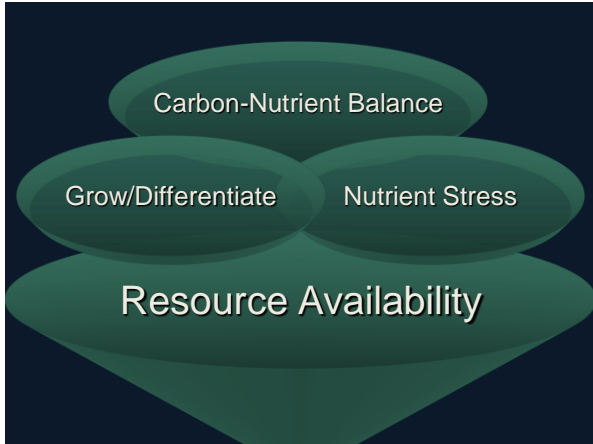 Carbon-Nutrient Balance
Grow/Differentiate
Nutrient Stress
Resource Availability